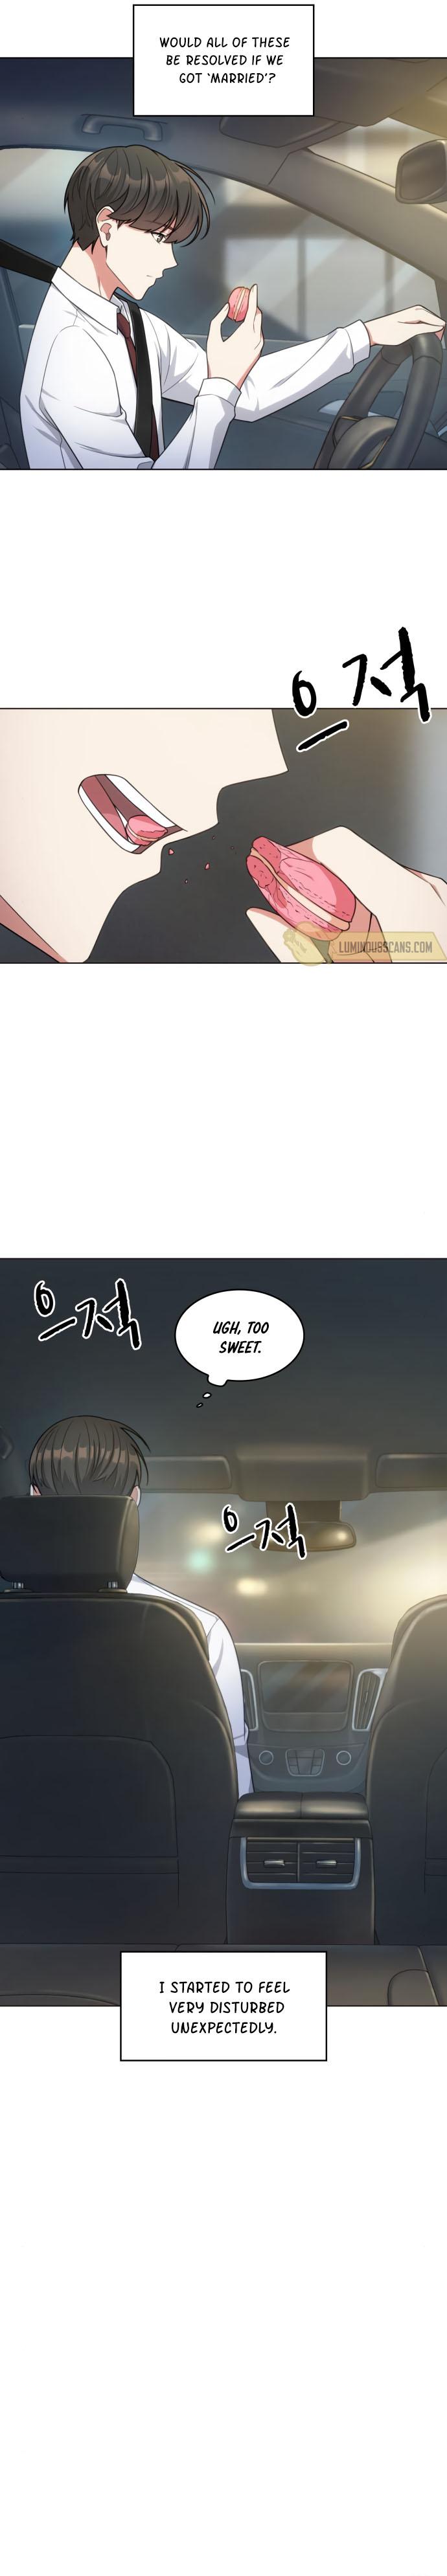 WOULD ALL OF THESE
BE RESOLVED IF WE
GOT 'MARRIED'?
으적
LUMINOUSSCANS.COM
으적
UGH, TOO
SWEET.
으적
I STARTED TO FEEL
VERY DISTURBED
UNEXPECTEDLY.